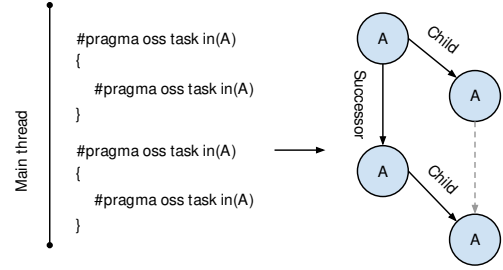 Main thread
#pragma oss task in(A)
{
#pragma oss task in(A)
}
#pragma oss task in(A)
{
#pragma oss task in(A)
}
A
Child
A
Successor
A
Child
A